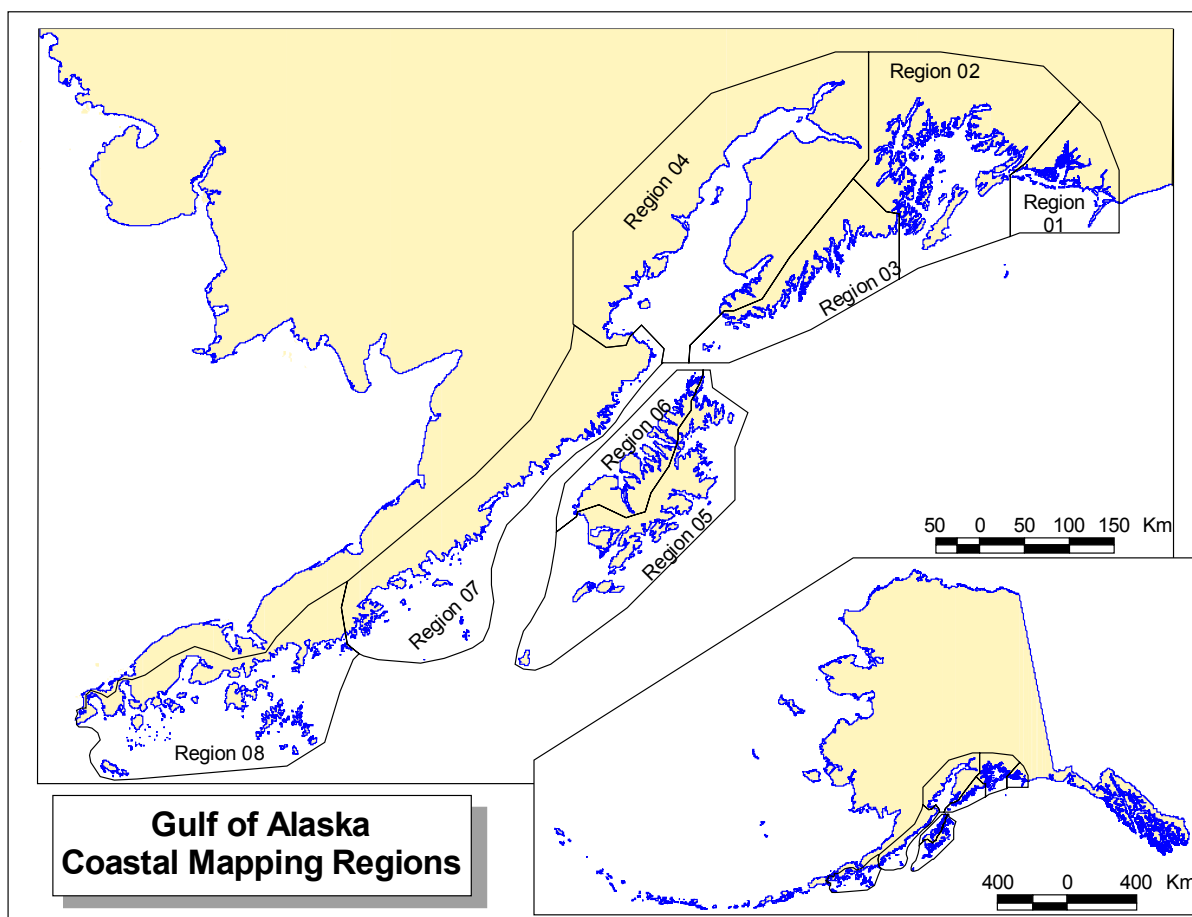 Region 02
Region 04
Region
01
Region 03
Region 06
Region 05
50 0 50 100 150 Km
Region 07
Region 08
Gulf of Alaska
Coastal Mapping Regions
400 0 400 Km